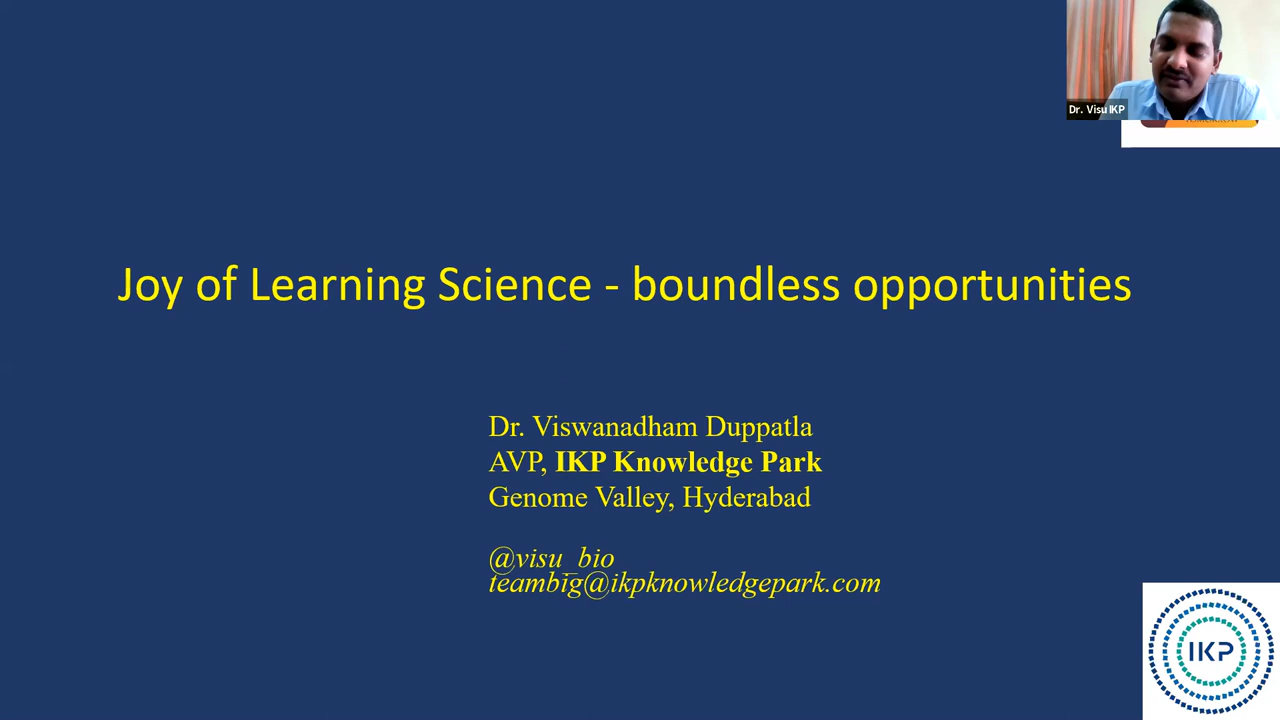 Dr. Visu IKP
Joy of Learning Science - boundless opportunities
Dr. Viswanadham Duppatla
AVP, IKP Knowledge Park
Genome Valley, Hyderabad
@visu_bio
teambig@ikpknowledgepark.com
IKP